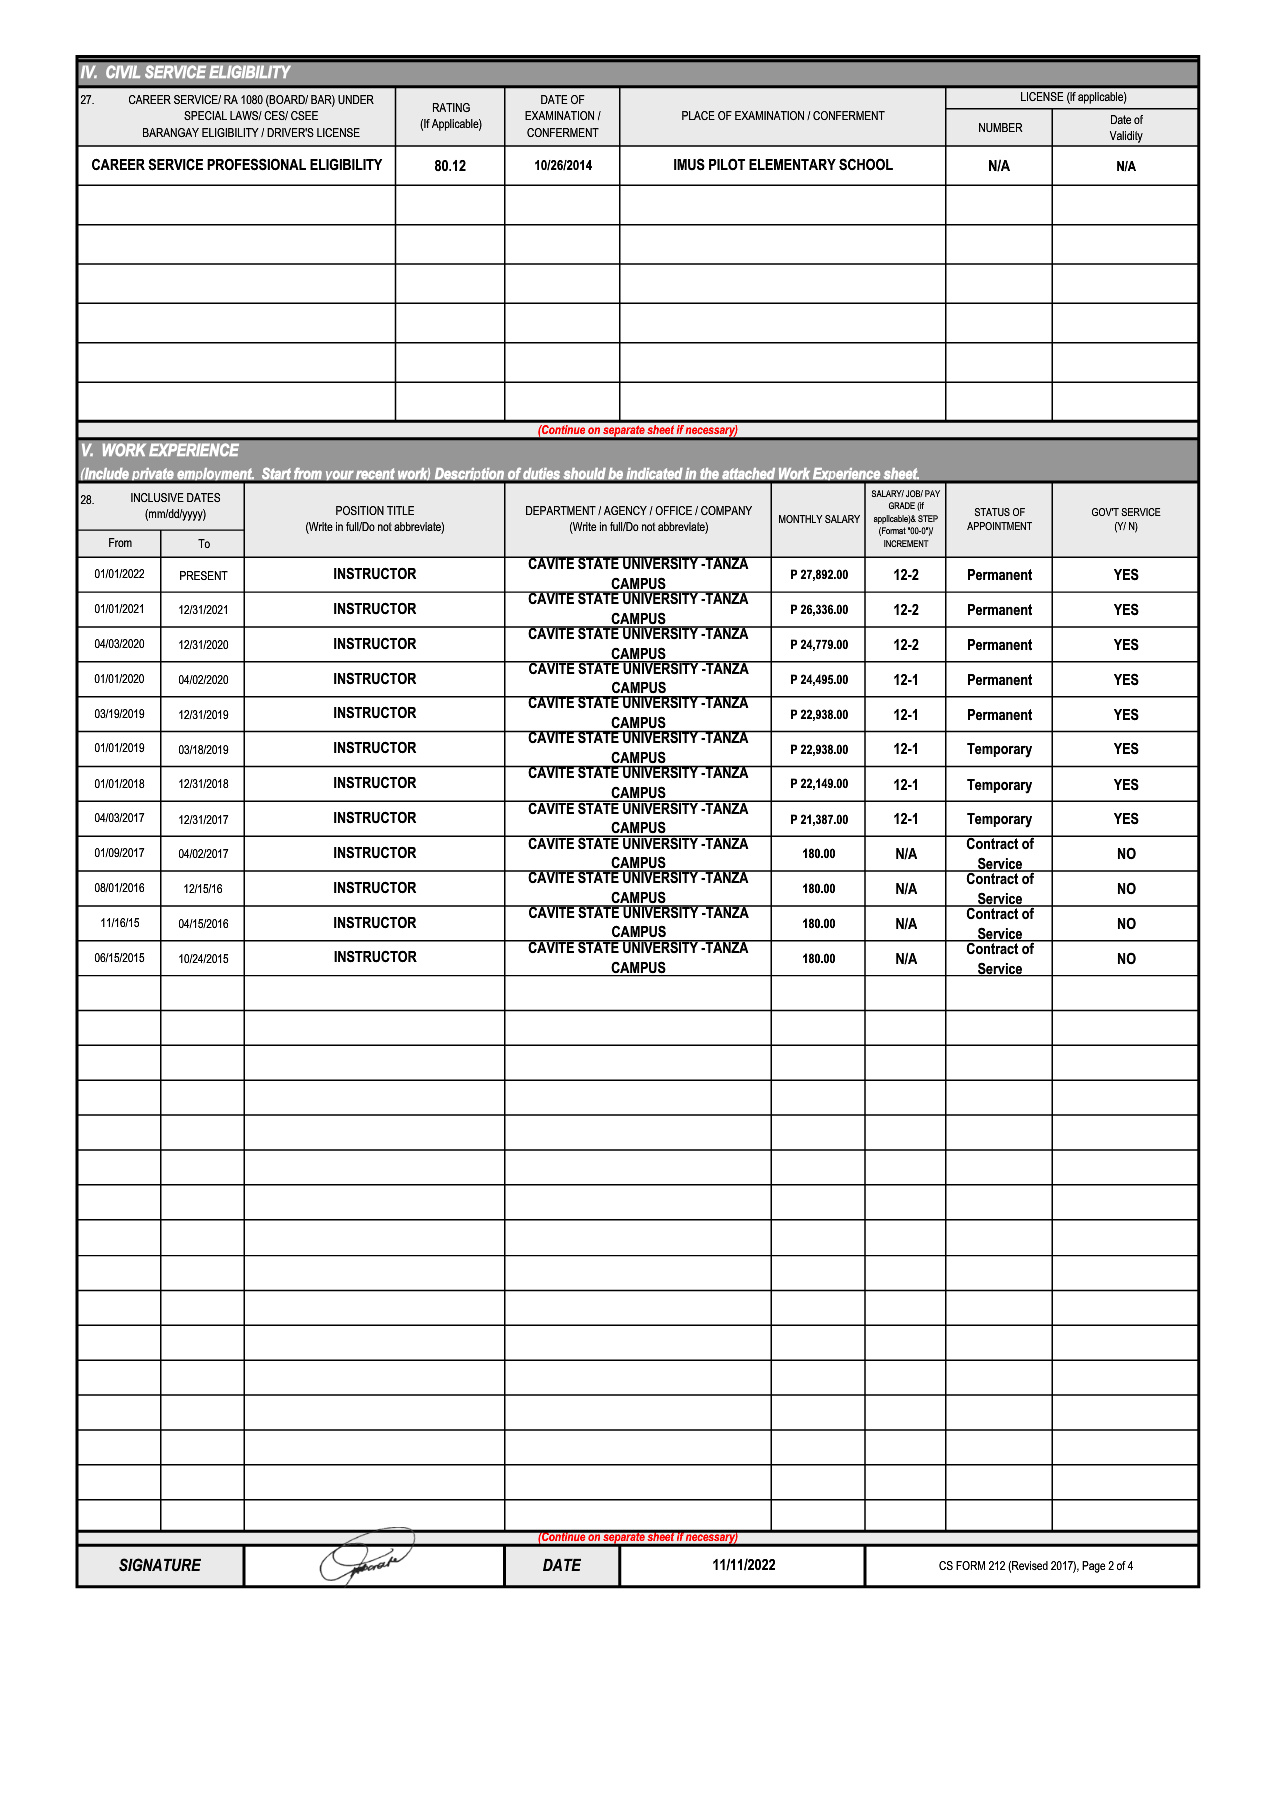 IV. CIVIL SERVICE ELIGIBILITY
27. CAREER SERVICE/ RA 1080 (BOARD/ BAR) UNDER
SPECIAL LAWS/ CES/ CSEE
BARANGAY ELIGIBILITY / DRIVER'S LICENSE
RATING
(If Applicable)
DATE OF
EXAMINATION /
CONFERMENT
PLACE OF EXAMINATION / CONFERMENT
LICENSE (if applicable)
NUMBER
Date of
Validity
CAREER SERVICE PROFESSIONAL ELIGIBILITY 80.12 10/26/2014 IMUS PILOT ELEMENTARY SCHOOL N/A N/A
(Continue on separate sheet if necessary)
V. WORK EXPERIENCE
(Include private employment. Start from your recent work) Description of duties should be indicated in the attached Work Experience sheet.
28. INCLUSIVE DATES
(mm/dd/yyyy)
From To
POSITION TITLE
(Write in full/Do not abbreviate)
DEPARTMENT / AGENCY / OFFICE / COMPANY
(Write in full/Do not abbreviate)
MONTHLY SALARY
SALARY/ JOB/ PAY
GRADE (if
applicable)& STEP
(Format "00-0")/
INCREMENT
STATUS OF
APPOINTMENT
GOV'T SERVICE
(Y/ N)
01/01/2022 PRESENT INSTRUCTOR CAVITE STATE UNIVERSITY -TANZA
CAMPUS P 27,892.00 12-2 Permanent YES
01/01/2021 12/31/2021 INSTRUCTOR CAVITE STATE UNIVERSITY -TANZA
CAMPUS P 26,336.00 12-2 Permanent YES
04/03/2020 12/31/2020 INSTRUCTOR CAVITE STATE UNIVERSITY -TANZA
CAMPUS P 24,779.00 12-2 Permanent YES
01/01/2020 04/02/2020 INSTRUCTOR CAVITE STATE UNIVERSITY -TANZA
CAMPUS P 24,495.00 12-1 Permanent YES
03/19/2019 12/31/2019 INSTRUCTOR CAVITE STATE UNIVERSITY -TANZA
CAMPUS P 22,938.00 12-1 Permanent YES
01/01/2019 03/18/2019 INSTRUCTOR CAVITE STATE UNIVERSITY -TANZA
CAMPUS P 22,938.00 12-1 Temporary YES
01/01/2018 12/31/2018 INSTRUCTOR CAVITE STATE UNIVERSITY -TANZA
CAMPUS P 22,149.00 12-1 Temporary YES
04/03/2017 12/31/2017 INSTRUCTOR CAVITE STATE UNIVERSITY -TANZA
CAMPUS P 21,387.00 12-1 Temporary YES
01/09/2017 04/02/2017 INSTRUCTOR CAVITE STATE UNIVERSITY -TANZA
CAMPUS 180.00 N/A Contract of
Service NO
08/01/2016 12/15/16 INSTRUCTOR CAVITE STATE UNIVERSITY -TANZA
CAMPUS 180.00 N/A Contract of
Service NO
11/16/15 04/15/2016 INSTRUCTOR CAVITE STATE UNIVERSITY -TANZA
CAMPUS 180.00 N/A Contract of
Service NO
06/15/2015 10/24/2015 INSTRUCTOR CAVITE STATE UNIVERSITY -TANZA
CAMPUS 180.00 N/A Contract of
Service NO
(Continue on separate sheet if necessary)
SIGNATURE DATE 11/11/2022 CS FORM 212 (Revised 2017), Page 2 of 4